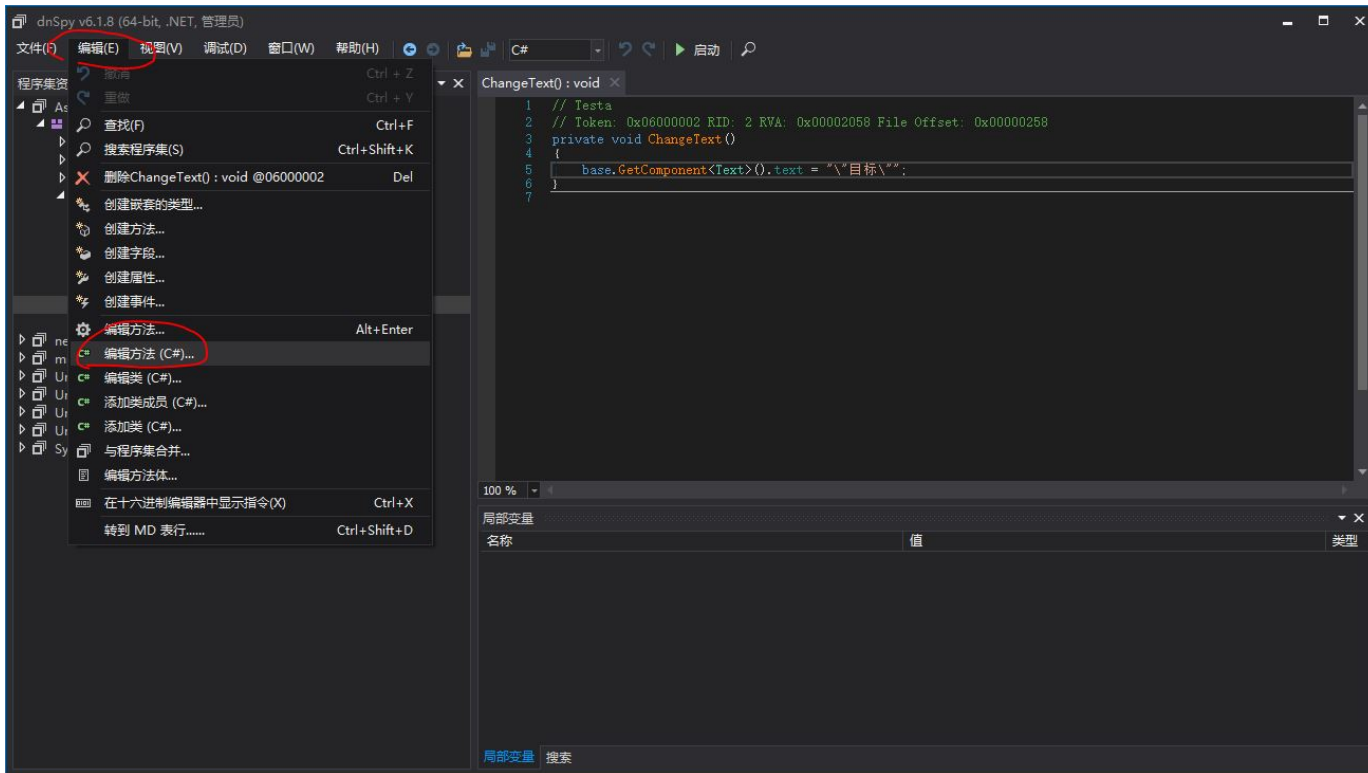 dnSpy v6.1.8 (64-bit, .NET, 管理员)
文件(F) 编辑(E) 视图(V) 调试(D) 窗口(W) 帮助(H) C# 启动
程序集资
撤消 Ctrl + Z
重做 Ctrl + Y
查找(F) Ctrl+F
搜索程序集(S) Ctrl+Shift+K
删除ChangeText() : void @06000002 Del
创建嵌套的类型...
创建方法...
创建字段...
创建属性...
创建事件...
编辑方法... Alt+Enter
编辑方法 (C#)...
编辑类 (C#)...
添加类成员 (C#)...
添加类 (C#)...
与程序集合并...
编辑方法体...
在十六进制编辑器中显示指令(X) Ctrl+X
转到 MD 表行...... Ctrl+Shift+D
As
ne
m
Ur
Ur
Ur
Ur
Sy
ChangeText() : void
1 // Testa
2 // Token: 0x06000002 RID: 2 RVA: 0x00002058 File Offset: 0x00000258
3 private void ChangeText()
4 {
5 base.GetComponent<Text>().text = "\"目标\"";
6 }
7
100 %
局部变量
名称 值 类型
局部变量 搜索